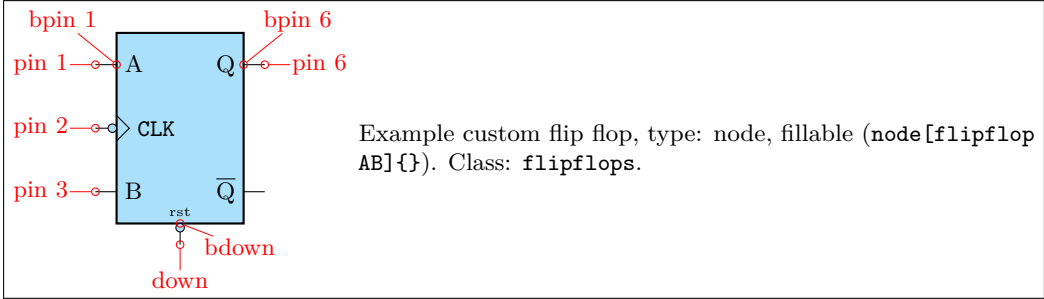 bpin 1
bpin 6
pin 1
A
Q
pin 6
pin 2
CLK
Example custom flip flop, type: node, fillable (node[flipflop
AB]{}). Class: flipflops.
pin 3
B
Q̅
rst
bdown
down